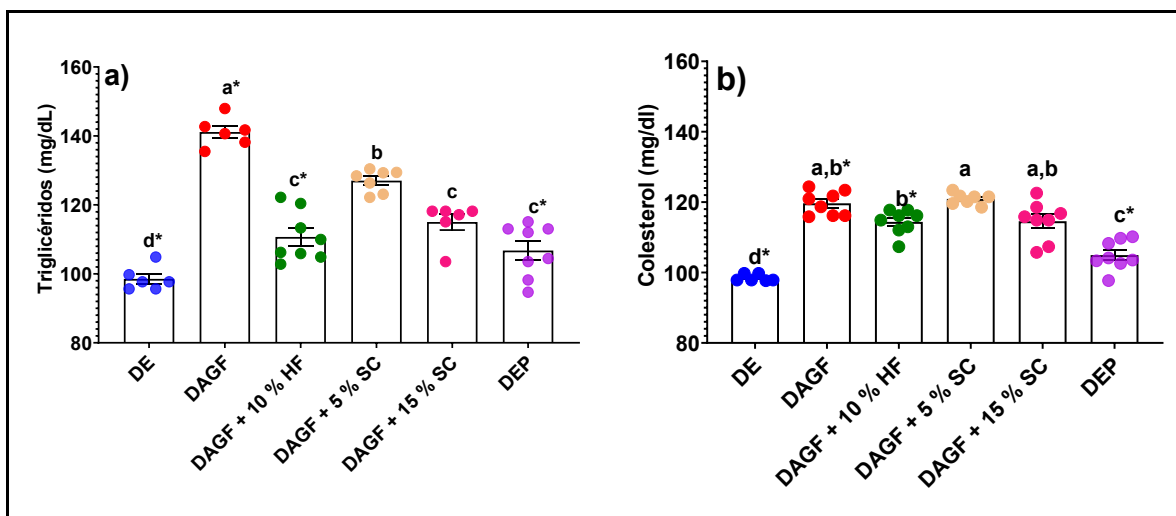 a)
Triglicéridos (mg/dL)
160
140
120
100
80
d*
a*
c*
b
c
c*
DE
DAGF
DAGF + 10 % HF
DAGF + 5 % SC
DAGF + 15 % SC
DEP
b)
Colesterol (mg/dl)
160
140
120
100
80
d*
a,b*
b*
a
a,b
c*
DE
DAGF
DAGF + 10 % HF
DAGF + 5 % SC
DAGF + 15 % SC
DEP